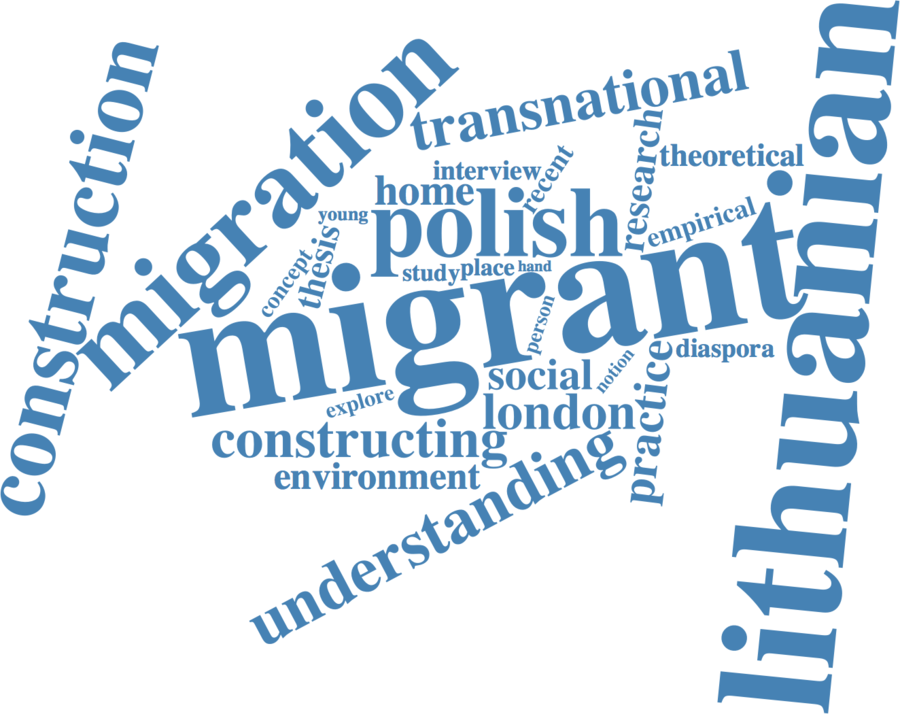 construction
migration
transnational
lithuanian
theoretical
research
interview
recent
home
young
polish
empirical
thesis
concept
study
place
hand
migrant
person
diaspora
notion
practice
social
explore
london
constructing
environment
understanding